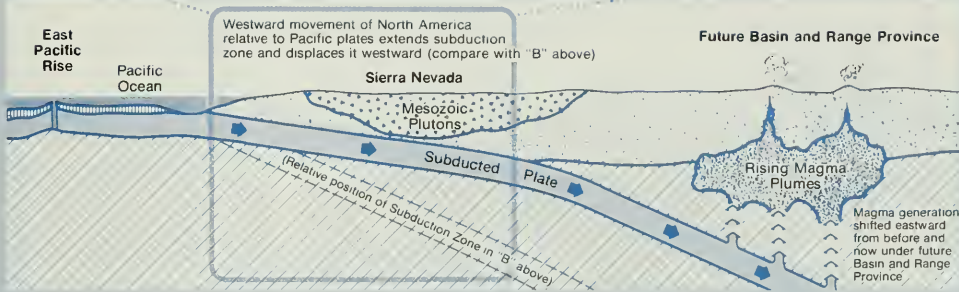 Westward movement of North America
relative to Pacific plates extends subduction
zone and displaces it westward (compare with "B" above)
East
Pacific
Rise
Pacific
Ocean
Sierra Nevada
Future Basin and Range Province
Mesozoic
Plutons
Subducted Plate
Rising Magma
Plumes
(Relative position of Subduction Zone in "B" above)
Magma generation
shifted eastward
from before and
now under future
Basin and Range
Province